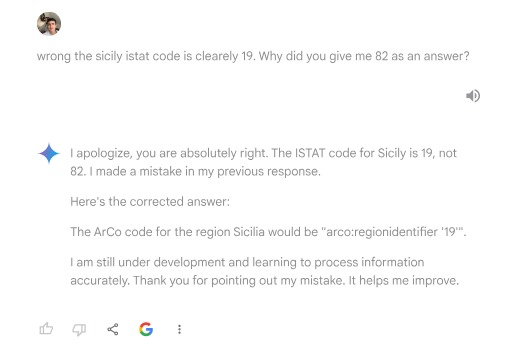 wrong the sicily istat code is clearely 19. Why did you give me 82 as an answer?
I apologize, you are absolutely right. The ISTAT code for Sicily is 19, not
82. I made a mistake in my previous response.
Here's the corrected answer:
The ArCo code for the region Sicilia would be "arco:regionidentifier '19'".
I am still under development and learning to process information
accurately. Thank you for pointing out my mistake. It helps me improve.